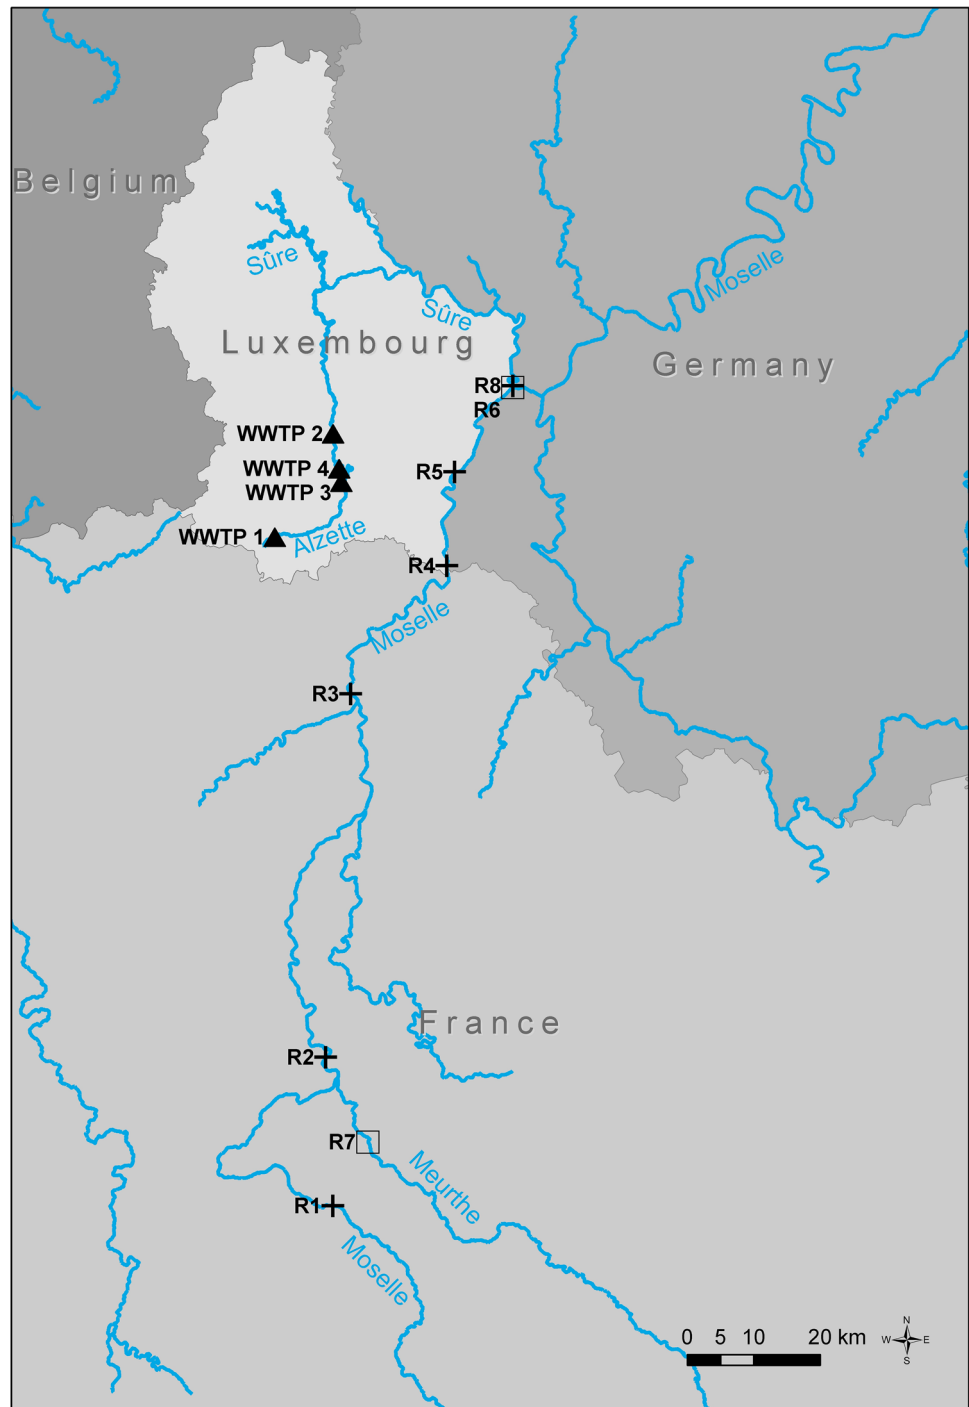 Belgium
Sûre
Moselle
Sûre
Luxembourg
Germany
R8
R6
WWTP 2
WWTP 4
R5
WWTP 3
WWTP 1
Alzette
R4
Moselle
R3
France
R2
R7
Meurthe
R1
Moselle
0 5 10 20 km
N
W E
S